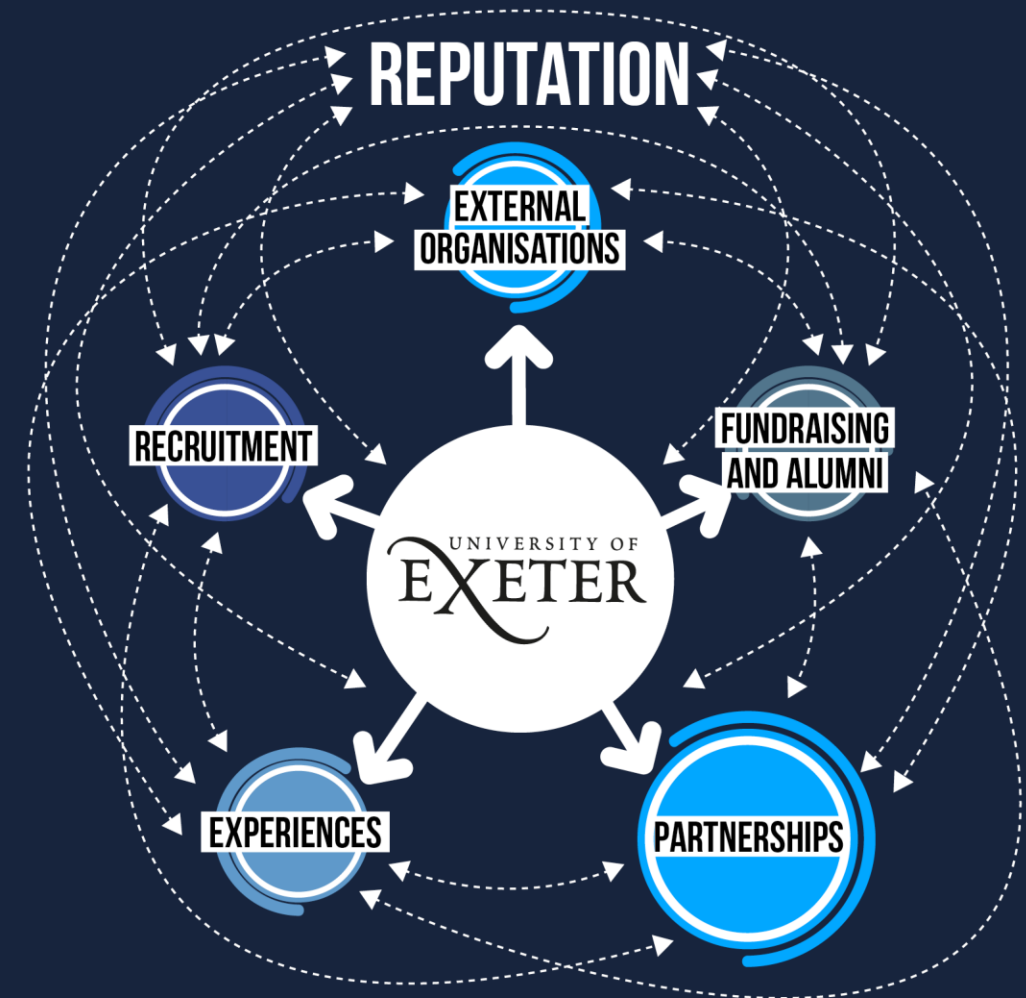 REPUTATION
EXTERNAL
ORGANISATIONS
RECRUITMENT
FUNDRAISING
AND ALUMNI
UNIVERSITY OF
EXETER
EXPERIENCES
PARTNERSHIPS